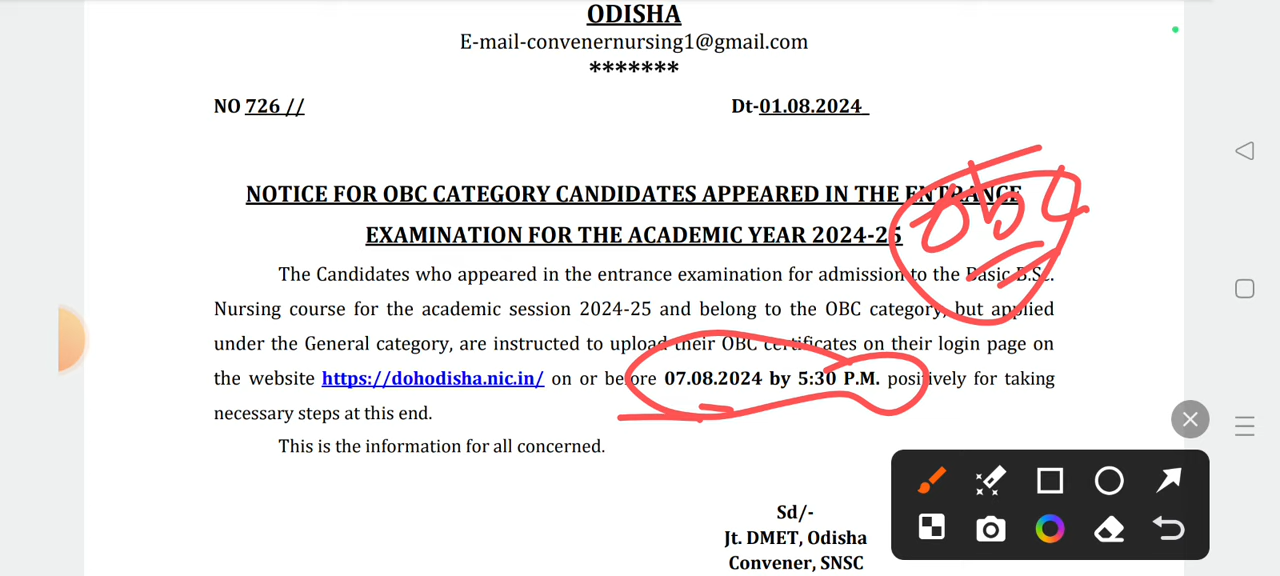 ODISHA
E-mail-convenernursing1@gmail.com
*******
NO 726 // Dt-01.08.2024
NOTICE FOR OBC CATEGORY CANDIDATES APPEARED IN THE ENTRANCE
EXAMINATION FOR THE ACADEMIC YEAR 2024-25
obc
The Candidates who appeared in the entrance examination for admission to the Basic B.Sc.
Nursing course for the academic session 2024-25 and belong to the OBC category, but applied
under the General category, are instructed to upload their OBC certificates on their login page on
the website https://dohodisha.nic.in/ on or before 07.08.2024 by 5:30 P.M. positively for taking
necessary steps at this end.
This is the information for all concerned.
Sd/-
Jt. DMET, Odisha
Convener, SNSC